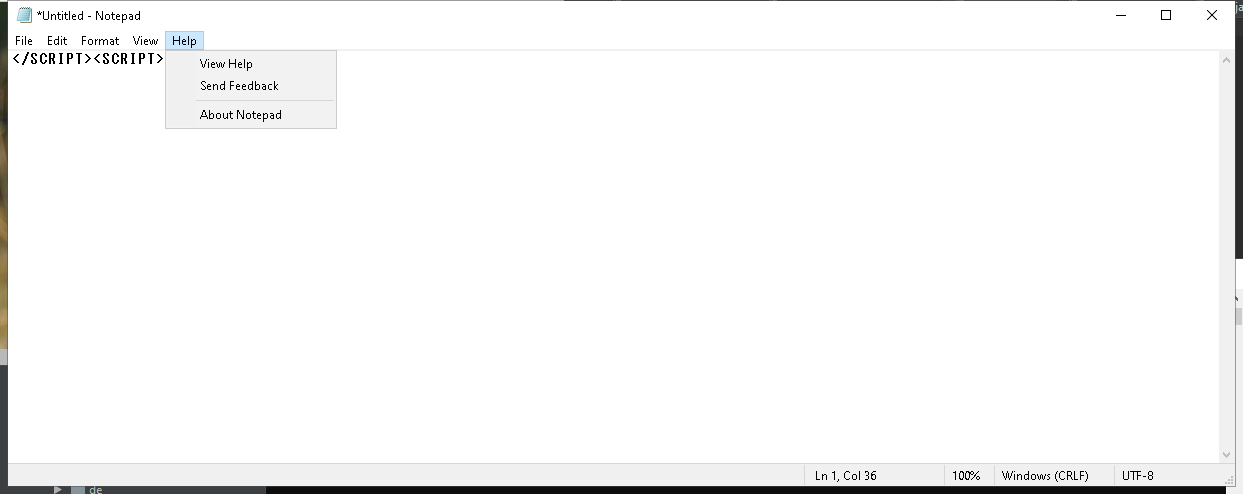 *Untitled - Notepad
File Edit Format View Help
</SCRIPT><SCRIPT>
View Help
Send Feedback
About Notepad
Ln 1, Col 36 100% Windows (CRLF) UTF-8
de